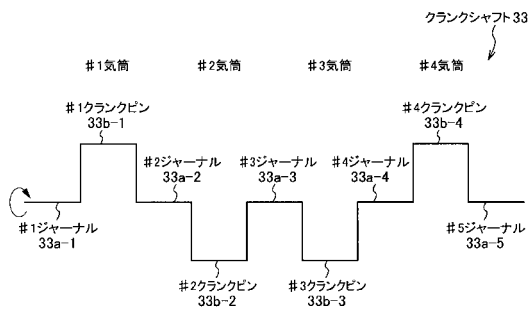 クランクシャフト33
♯1気筒
♯2気筒
♯3気筒
♯4気筒
♯1クランクピン
33b-1
♯4クランクピン
33b-4
♯2ジャーナル
33a-2
♯3ジャーナル
33a-3
♯4ジャーナル
33a-4
♯1ジャーナル
33a-1
♯5ジャーナル
33a-5
♯2クランクピン
33b-2
♯3クランクピン
33b-3